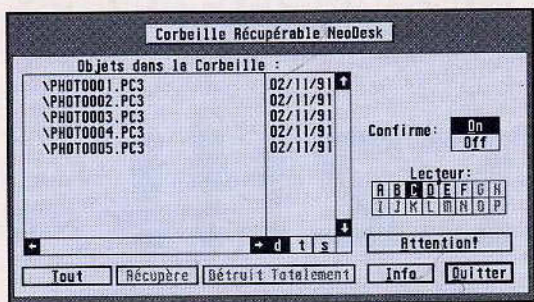 Corbeille Récupérable NeoDesk
Objets dans la Corbeille :
\PHOTO001.PC3 02/11/91
\PHOTO002.PC3 02/11/91
\PHOTO003.PC3 02/11/91
\PHOTO004.PC3 02/11/91
\PHOTO005.PC3 02/11/91
d t s
Confirme: On
Off
Lecteur:
A B C D E F G H
I J K L M N O P
Attention!
Tout Récupère Détruit Totalement Info Quitter